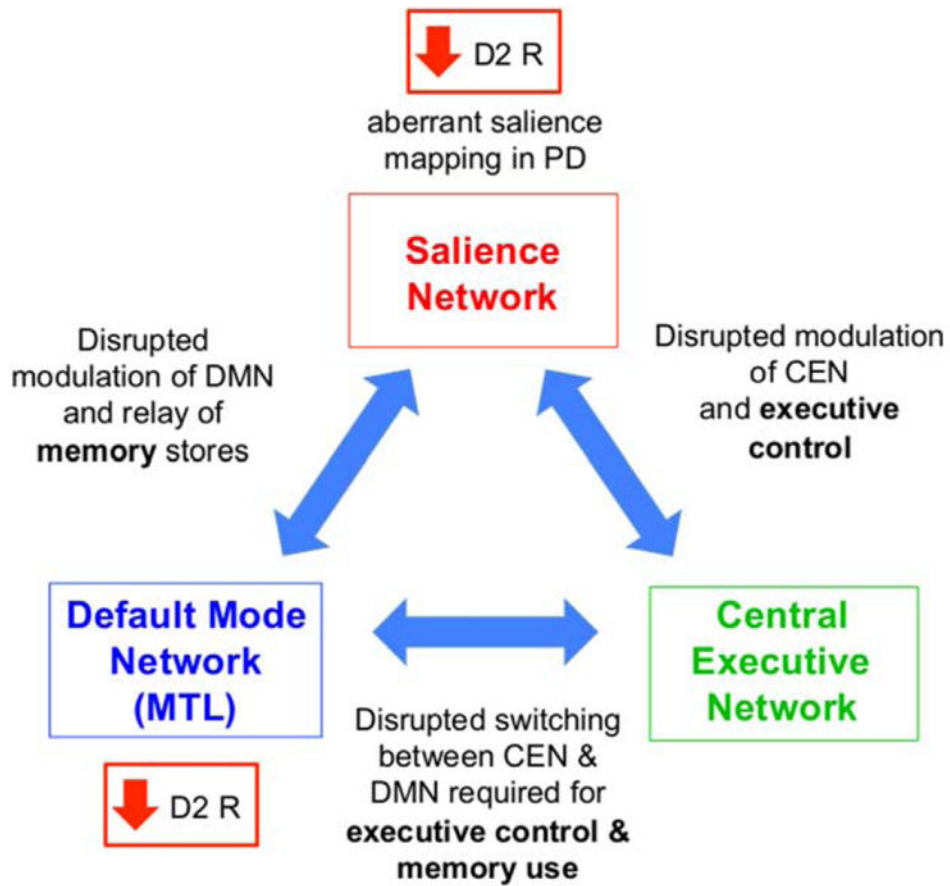 D2 R
aberrant salience
mapping in PD
Salience
Network
Disrupted
modulation of DMN
and relay of
memory stores
Disrupted modulation
of CEN
and executive
control
Default Mode
Network
(MTL)
Central
Executive
Network
D2 R
Disrupted switching
between CEN &
DMN required for
executive control &
memory use